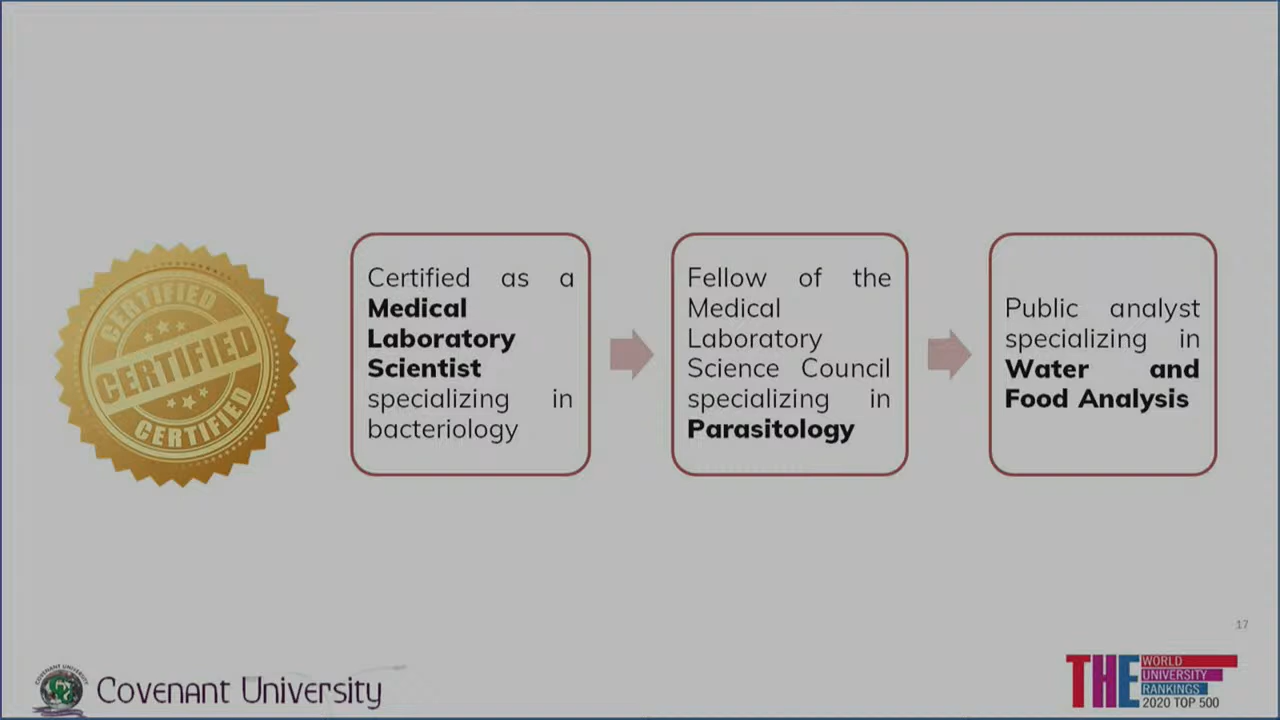 CERTIFIED
CERTIFIED
CERTIFIED
Certified as a
Medical
Laboratory
Scientist
specializing in
bacteriology
Fellow of the
Medical
Laboratory
Science Council
specializing in
Parasitology
Public analyst
specializing in
Water and
Food Analysis
17
COVENANT UNIVERSITY
Covenant University
THE
WORLD
UNIVERSITY
RANKINGS
2020 TOP 500